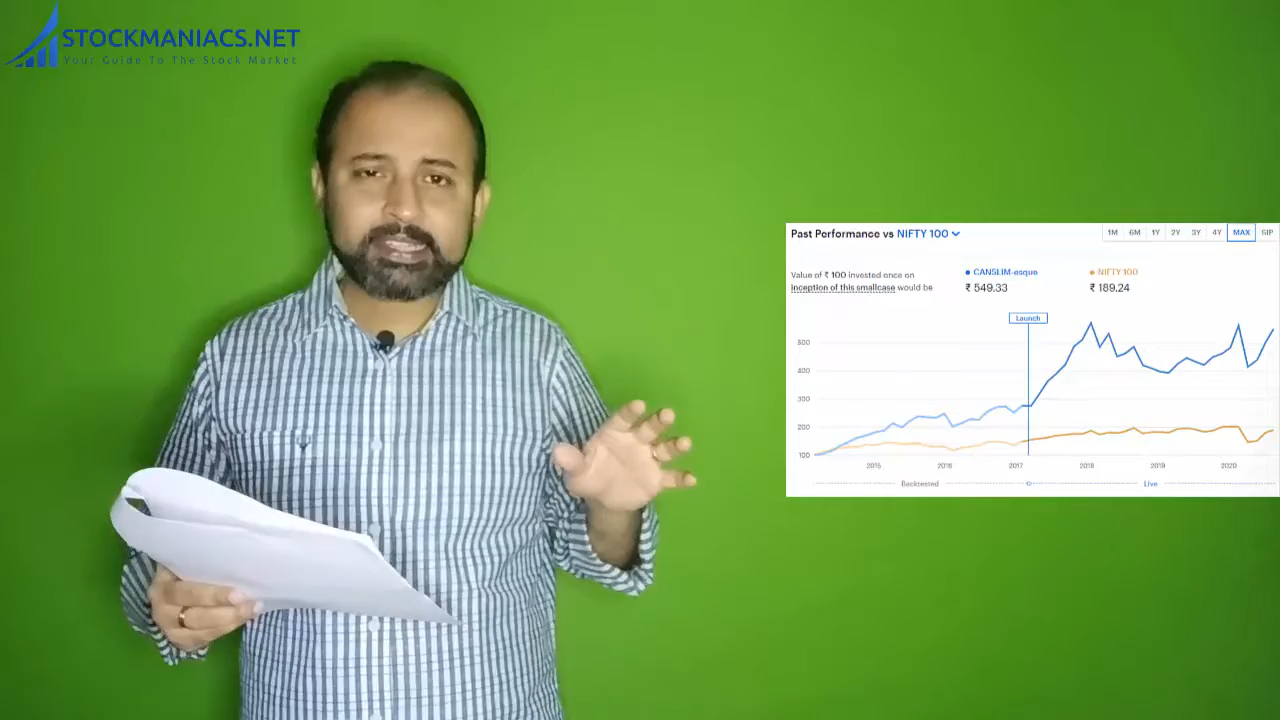 STOCKMANIACS.NET
Your Guide To The Stock Market
Past Performance vs NIFTY 100
1M 6M 1Y 2Y 3Y 4Y MAX SIP
Value of ₹ 100 invested once on
inception of this smallcase would be
CANSLIM-esque
₹ 549.33
NIFTY 100
₹ 189.24
Launch
500
400
300
200
100
2015 2016 2017 2018 2019 2020
Backtested
Live